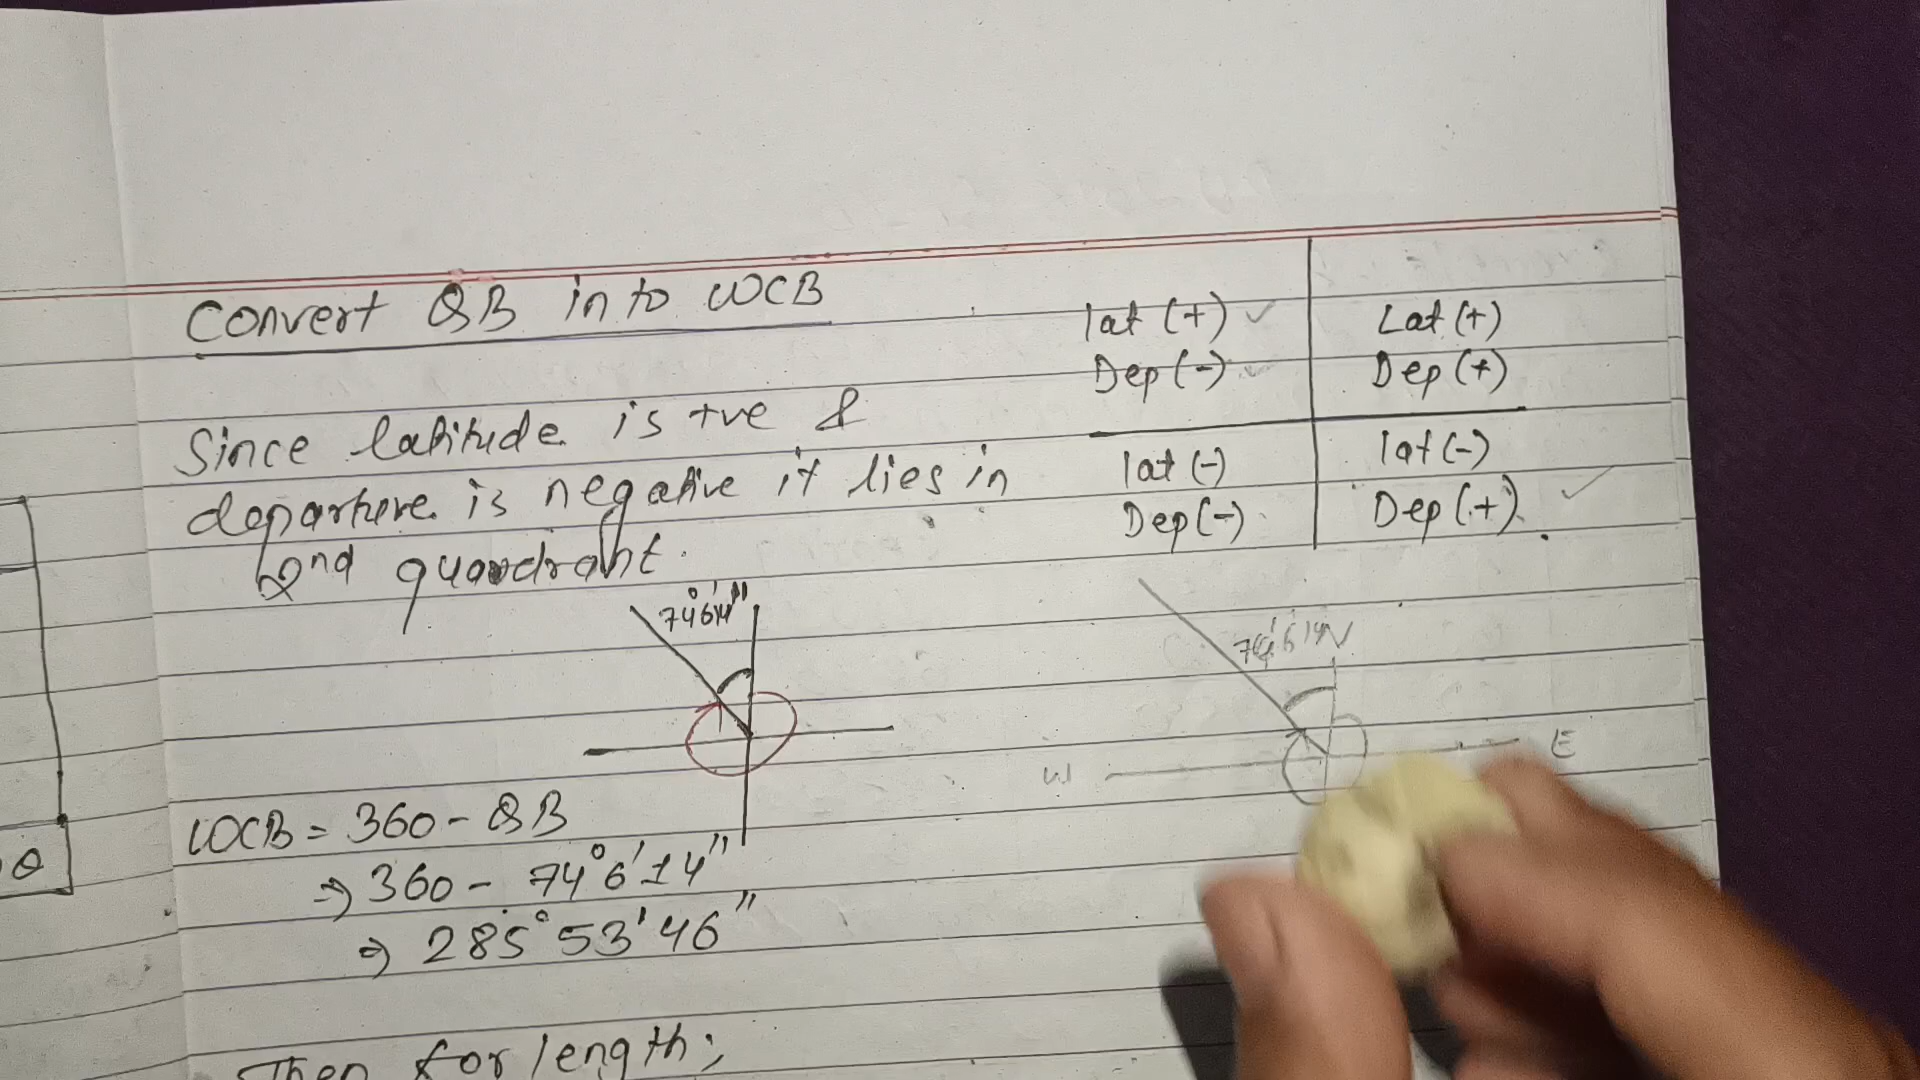 Convert QB in to WCB
lat (+) ✓ Lat (+)
Dep (-) ✓ Dep (+)
Since latitude is +ve &
departure is negative it lies in
2nd quadrant.
lat (-) lat (-)
Dep (-) Dep (+) ✓
74°6'14"
74°6'14 N
W E
WCB = 360 - QB
⇒ 360 - 74°6'14"
⇒ 285°53'46"
Then for length;
θ